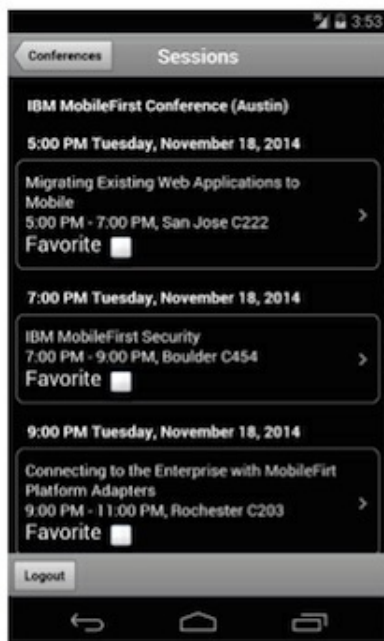 3:53
Conferences
Sessions
IBM MobileFirst Conference (Austin)
5:00 PM Tuesday, November 18, 2014
Migrating Existing Web Applications to
Mobile
5:00 PM - 7:00 PM, San Jose C222
Favorite
7:00 PM Tuesday, November 18, 2014
IBM MobileFirst Security
7:00 PM - 9:00 PM, Boulder C454
Favorite
9:00 PM Tuesday, November 18, 2014
Connecting to the Enterprise with MobileFirt
Platform Adapters
9:00 PM - 11:00 PM, Rochester C203
Favorite
Logout